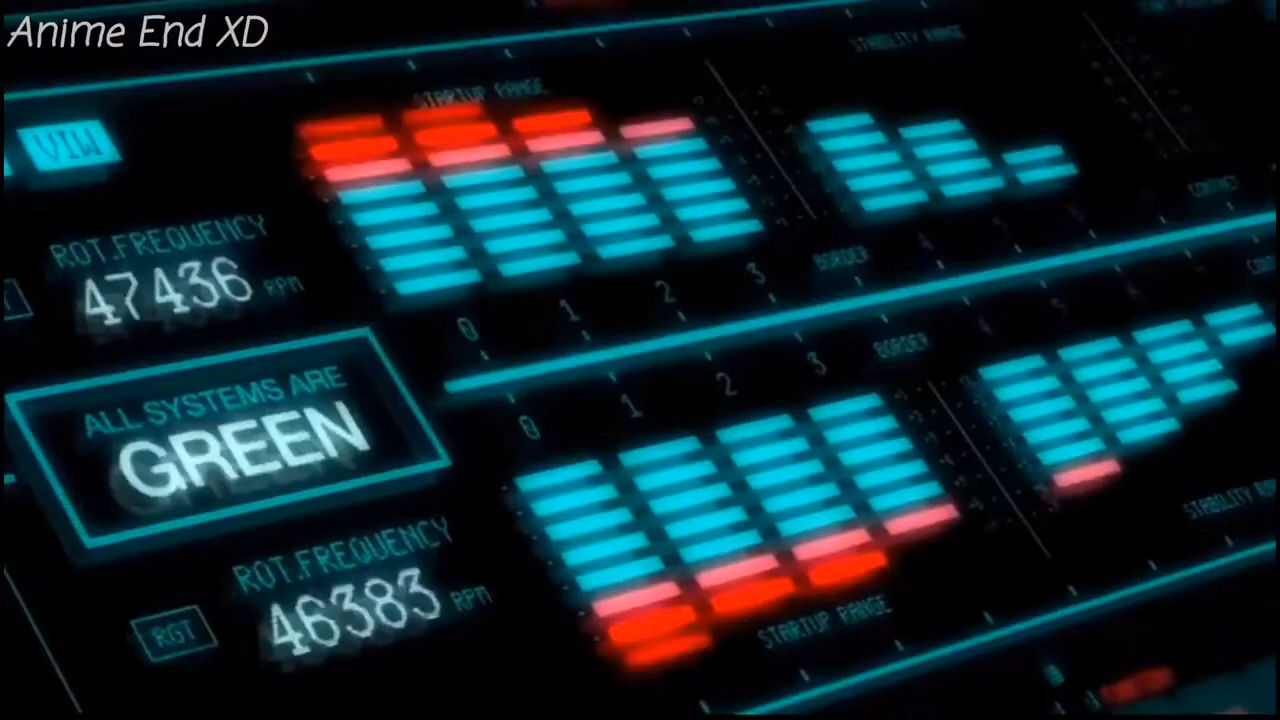 Anime End XD
STABILITY RANGE
STARTUP RANGE
VIW
ROT.FREQUENCY
47436 RPM
0 1 2 3 BORDER
ALL SYSTEMS ARE
GREEN
0 1 2 3 BORDER
ROT.FREQUENCY
46383 RPM
RGT
STARTUP RANGE
STABILITY